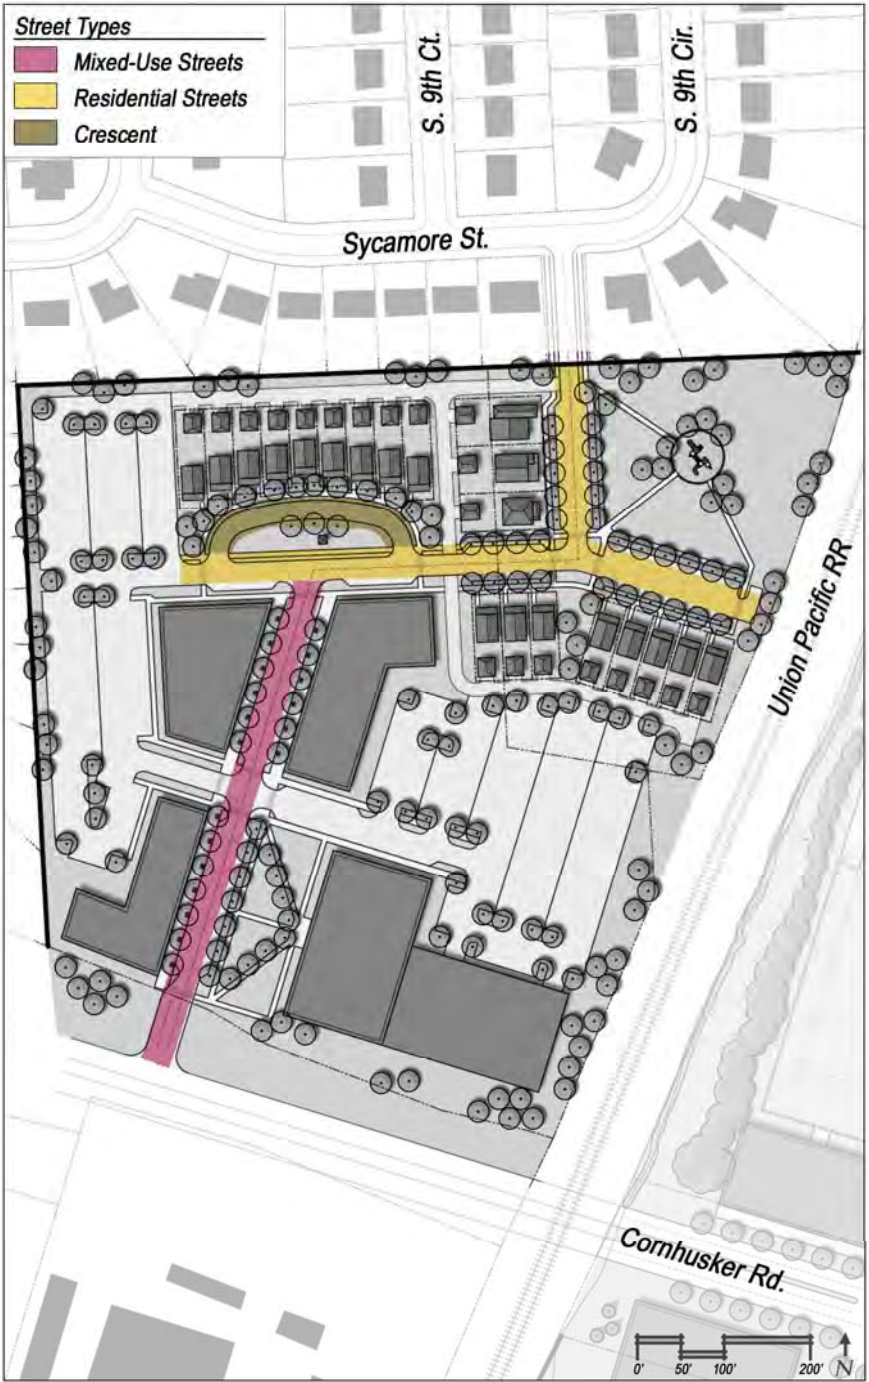 Street Types
Mixed-Use Streets
Residential Streets
Crescent
S. 9th Ct.
S. 9th Cir.
Sycamore St.
Union Pacific RR
Cornhusker Rd.
0' 50' 100' 200' N